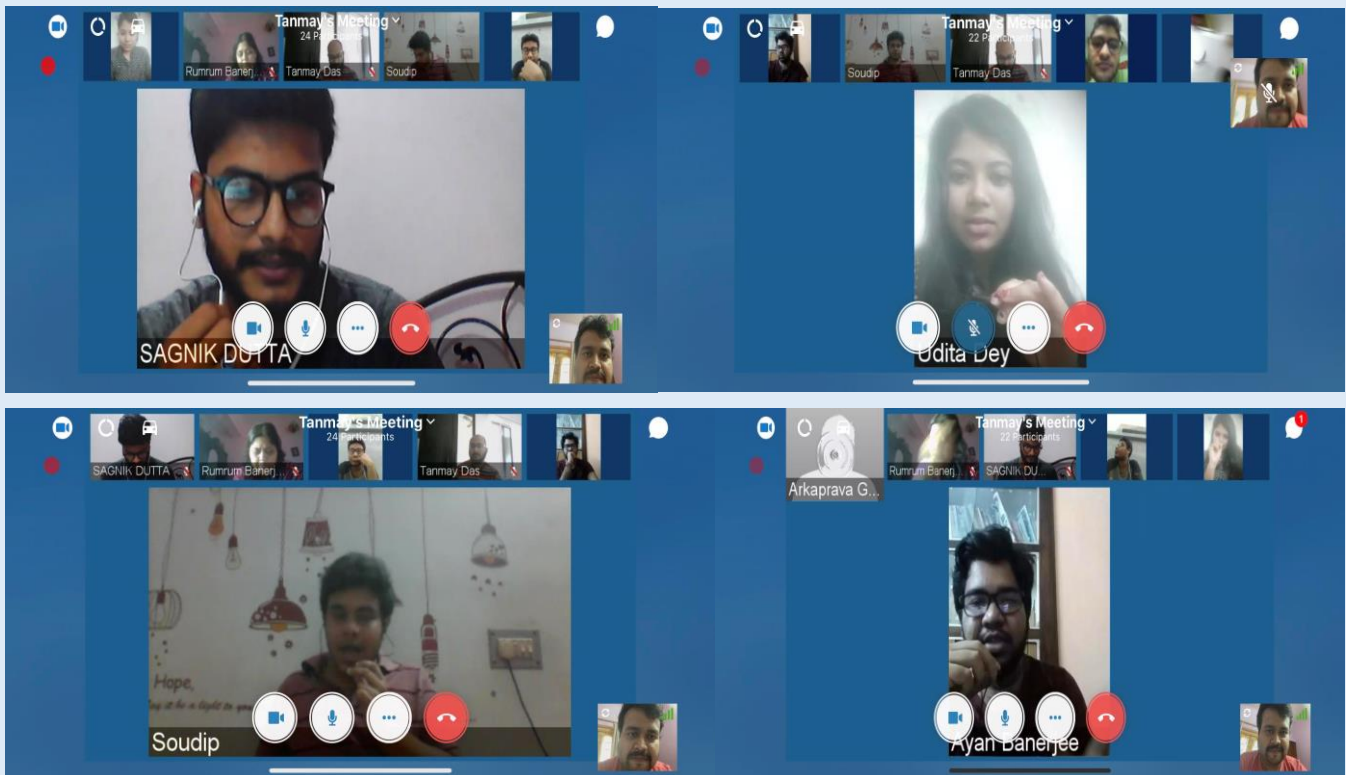 Tanmay's Meeting
24 Participants
Rumrum Banerj...
Tanmay Das
Soudip
SAGNIK DUTTA
Tanmay's Meeting
22 Participants
Soudip
Tanmay Das
Udita Dey
Tanmay's Meeting
24 Participants
SAGNIK DUTTA
Rumrum Banerj...
Tanmay Das
Hope,
Soudip
Tanmay's Meeting
22 Participants
1
Arkaprava G...
Rumrum Banerj...
SAGNIK DU...
Ayan Banerjee